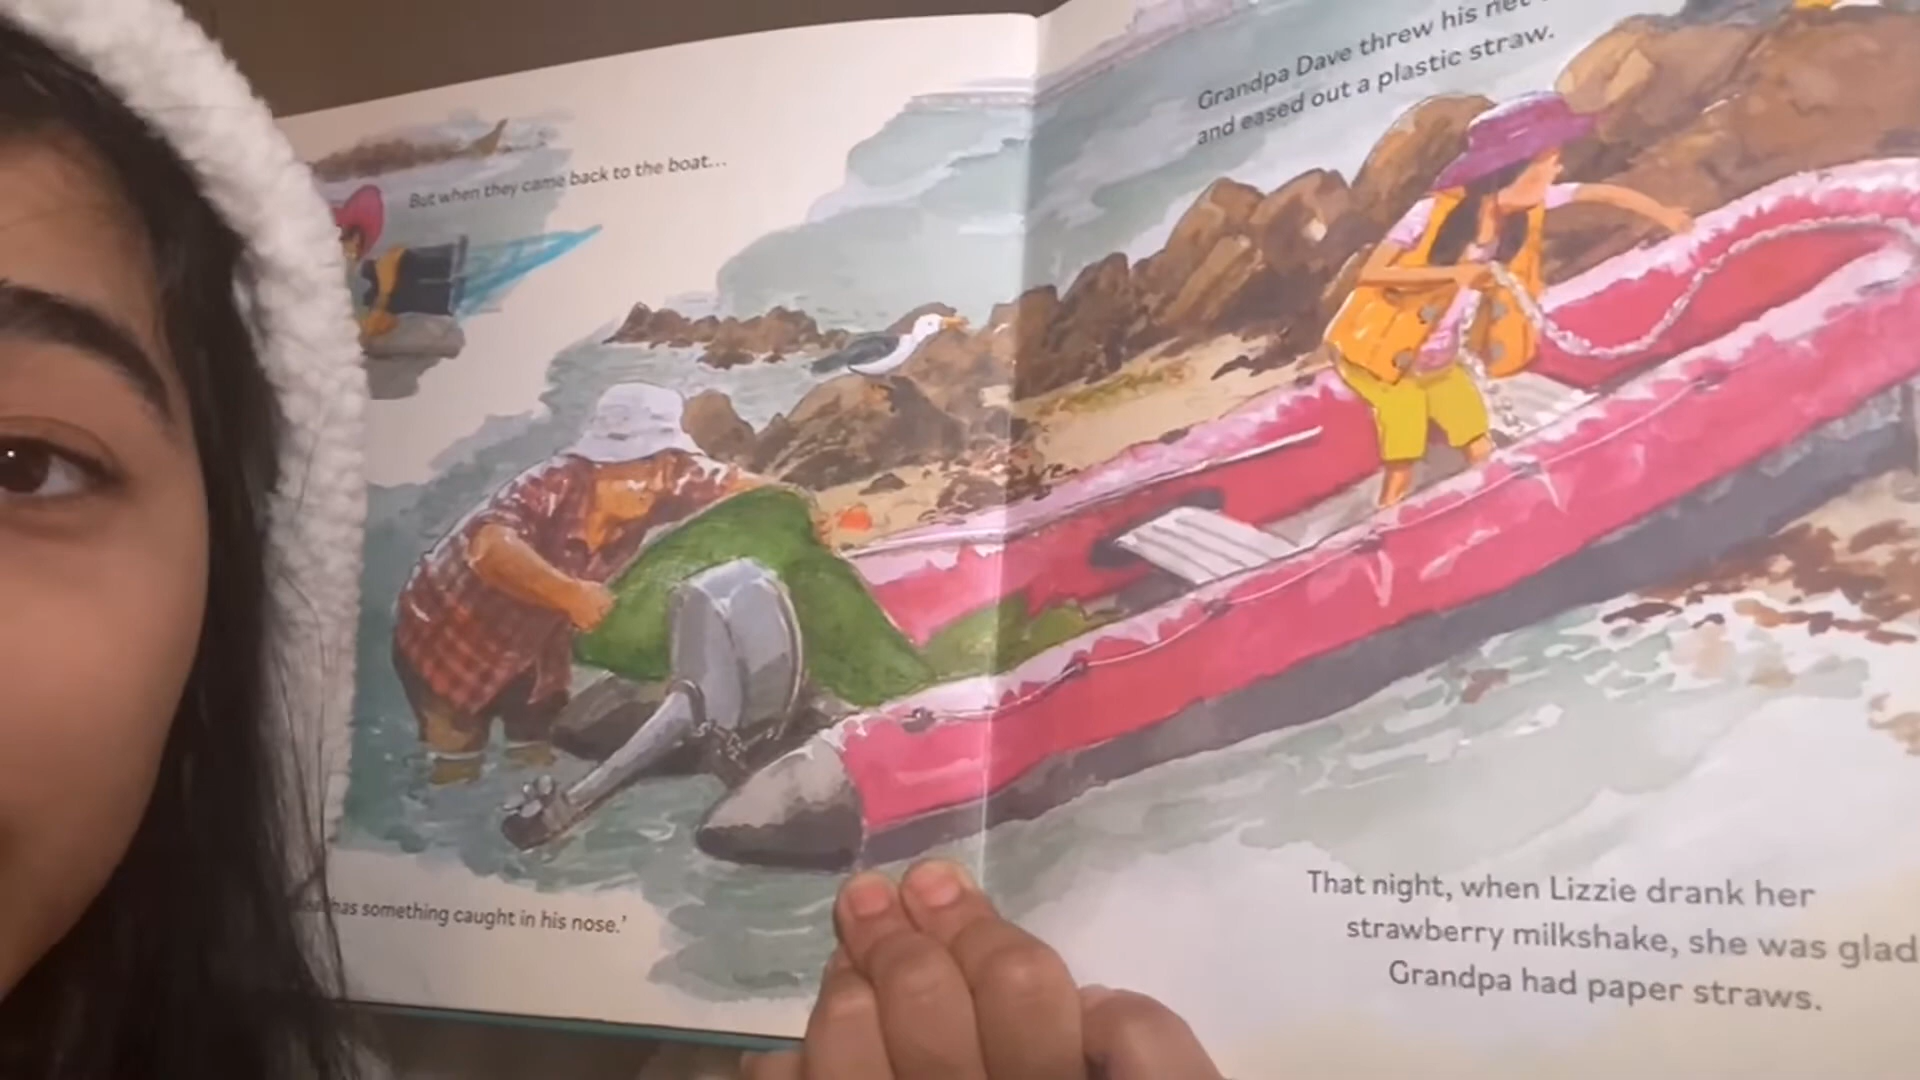 But when they came back to the boat...
has something caught in his nose.’
Grandpa Dave threw his net
and eased out a plastic straw.
That night, when Lizzie drank her
strawberry milkshake, she was glad
Grandpa had paper straws.